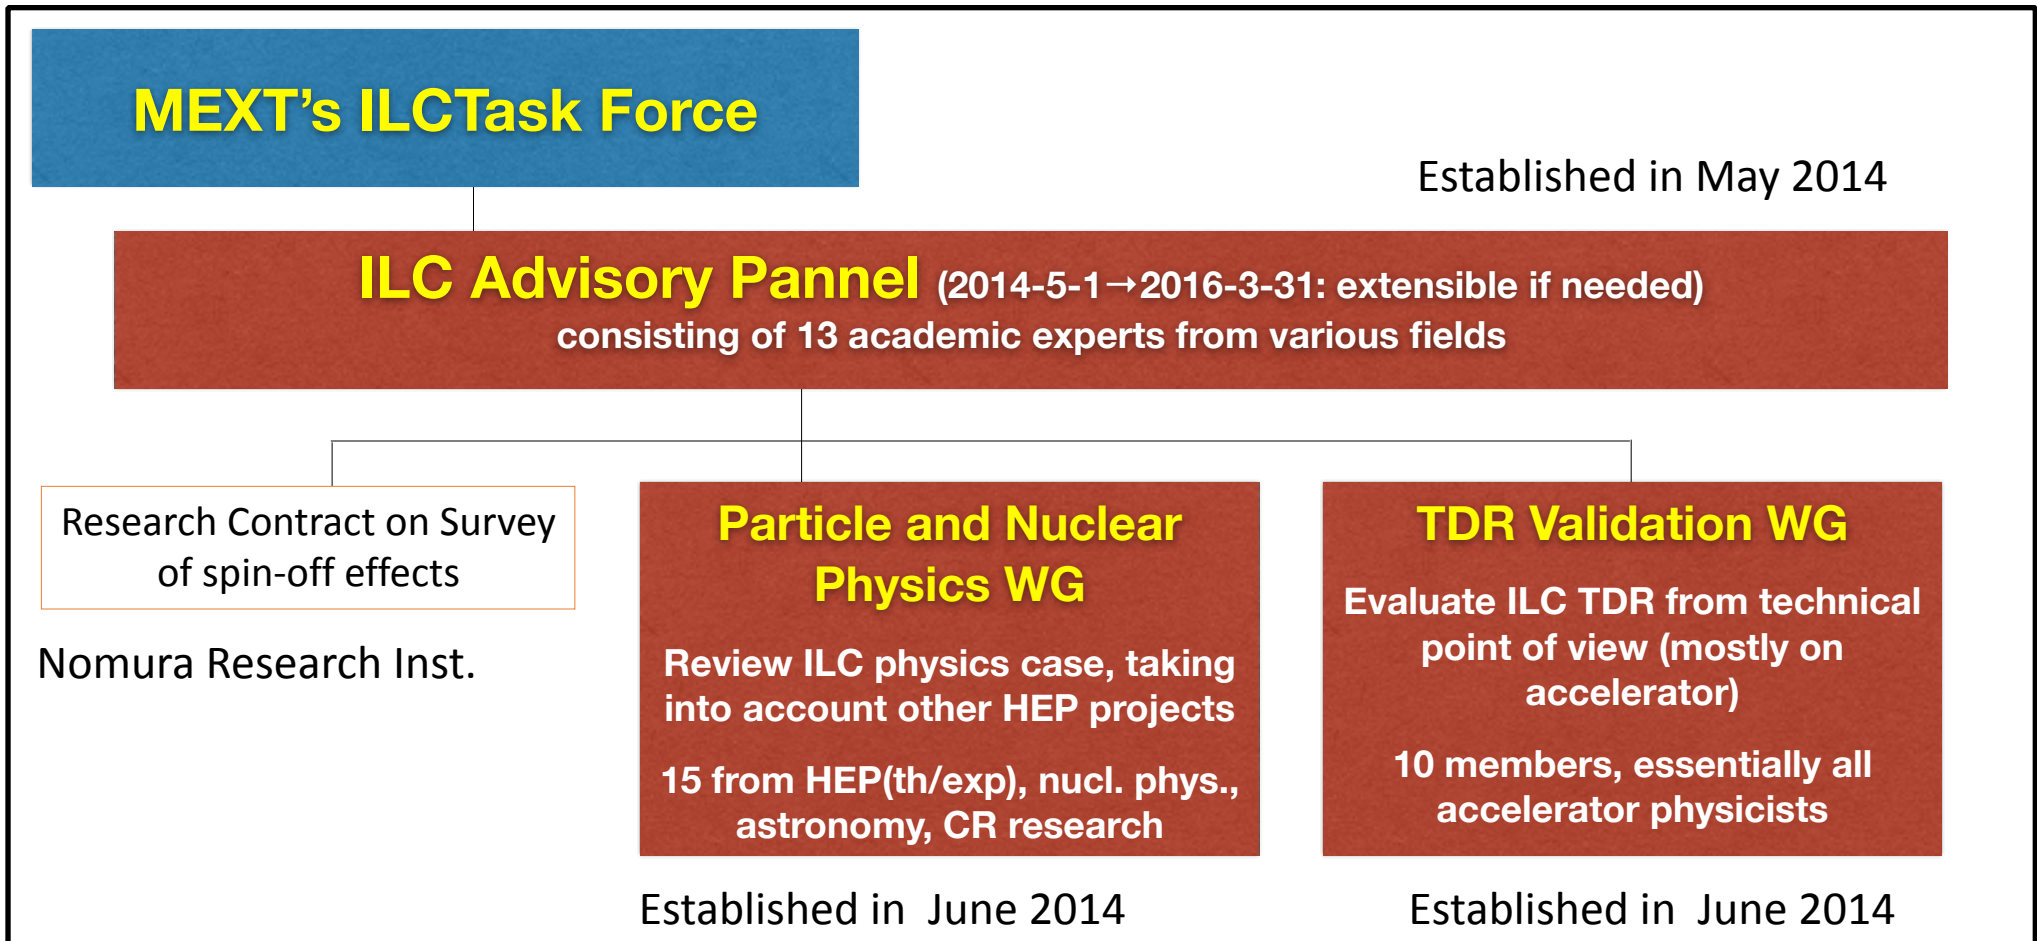 MEXT’s ILCTask Force
Established in May 2014
ILC Advisory Pannel (2014-5-1→2016-3-31: extensible if needed)
consisting of 13 academic experts from various fields
Research Contract on Survey
of spin-off effects
Nomura Research Inst.
Particle and Nuclear
Physics WG
Review ILC physics case, taking
into account other HEP projects
15 from HEP(th/exp), nucl. phys.,
astronomy, CR research
Established in June 2014
TDR Validation WG
Evaluate ILC TDR from technical
point of view (mostly on
accelerator)
10 members, essentially all
accelerator physicists
Established in June 2014